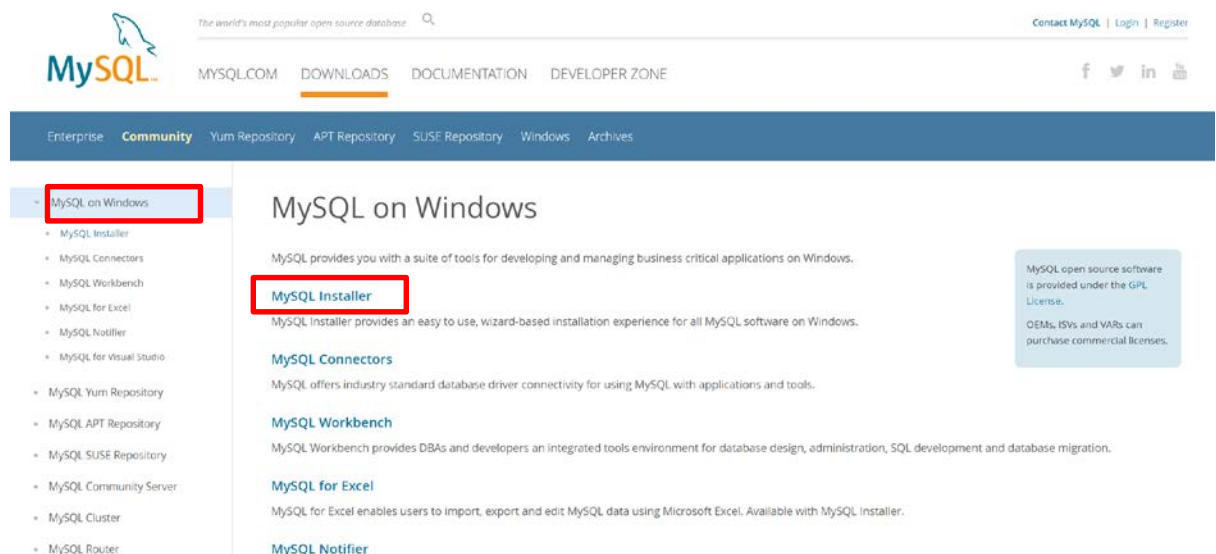 The world's most popular open source database
Contact MySQL | Login | Register
MySQL™
MYSQL.COM DOWNLOADS DOCUMENTATION DEVELOPER ZONE
f in You Tube
Enterprise Community Yum Repository APT Repository SUSE Repository Windows Archives
MySQL on Windows
MySQL Installer
MySQL Connectors
MySQL Workbench
MySQL for Excel
MySQL Notifier
MySQL for Visual Studio
MySQL Yum Repository
MySQL APT Repository
MySQL SUSE Repository
MySQL Community Server
MySQL Cluster
MySQL Router
MySQL on Windows
MySQL provides you with a suite of tools for developing and managing business critical applications on Windows.
MySQL Installer
MySQL Installer provides an easy to use, wizard-based installation experience for all MySQL software on Windows.
MySQL Connectors
MySQL offers industry standard database driver connectivity for using MySQL with applications and tools.
MySQL Workbench
MySQL Workbench provides DBAs and developers an integrated tools environment for database design, administration, SQL development and database migration.
MySQL for Excel
MySQL for Excel enables users to import, export and edit MySQL data using Microsoft Excel. Available with MySQL Installer.
MySQL Notifier
MySQL open source software
is provided under the GPL
License.
OEMs, ISVs and VARs can
purchase commercial licenses.